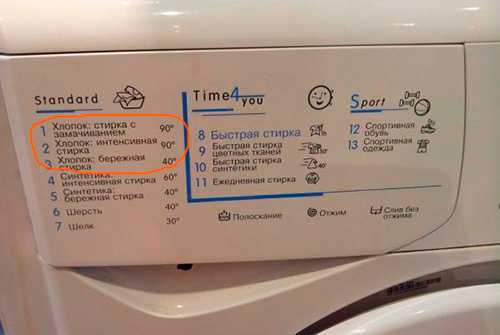 Standard
1 Хлопок: стирка с замачиванием 90°
2 Хлопок: интенсивная стирка 90°
3 Хлопок: бережная стирка 40°
4 Синтетика: интенсивная стирка 60°
5 Синтетика: бережная стирка 40°
6 Шерсть 40°
7 Шелк 30°
Time4you
8 Быстрая стирка
9 Быстрая стирка цветных тканей
10 Быстрая стирка синтетики
11 Ежедневная стирка
Sport
12 Спортивная обувь
13 Спортивная одежда
Полоскание
Отжим
Слив без отжима